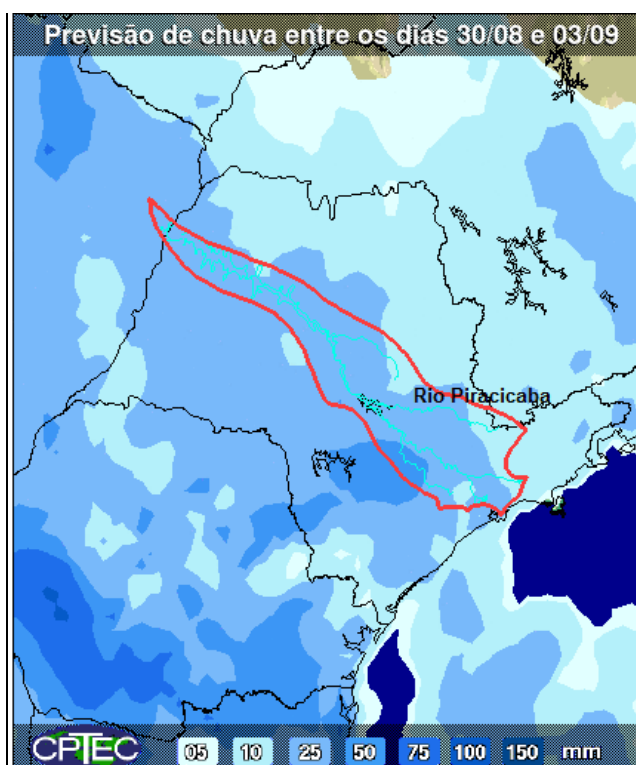 Previsão de chuva entre os dias 30/08 e 03/09
Rio Piracicaba
CPTEC 05 10 25 50 75 100 150 mm